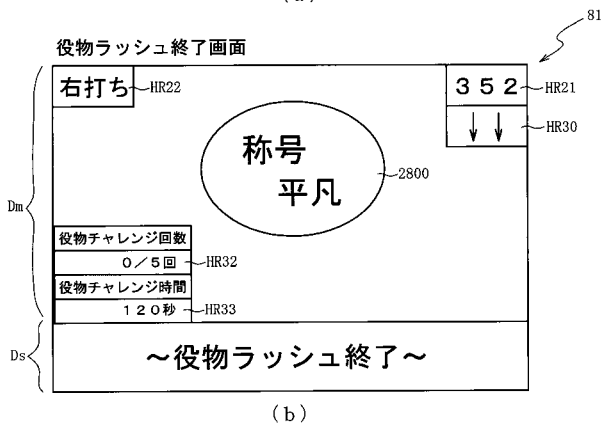 81
役物ラッシュ終了画面
右打ち
HR22
３５２
HR21
↓ ↓
HR30
称号
平凡
2800
Dm
役物チャレンジ回数
０／５回
HR32
役物チャレンジ時間
１２０秒
HR33
Ds
～役物ラッシュ終了～
(b)